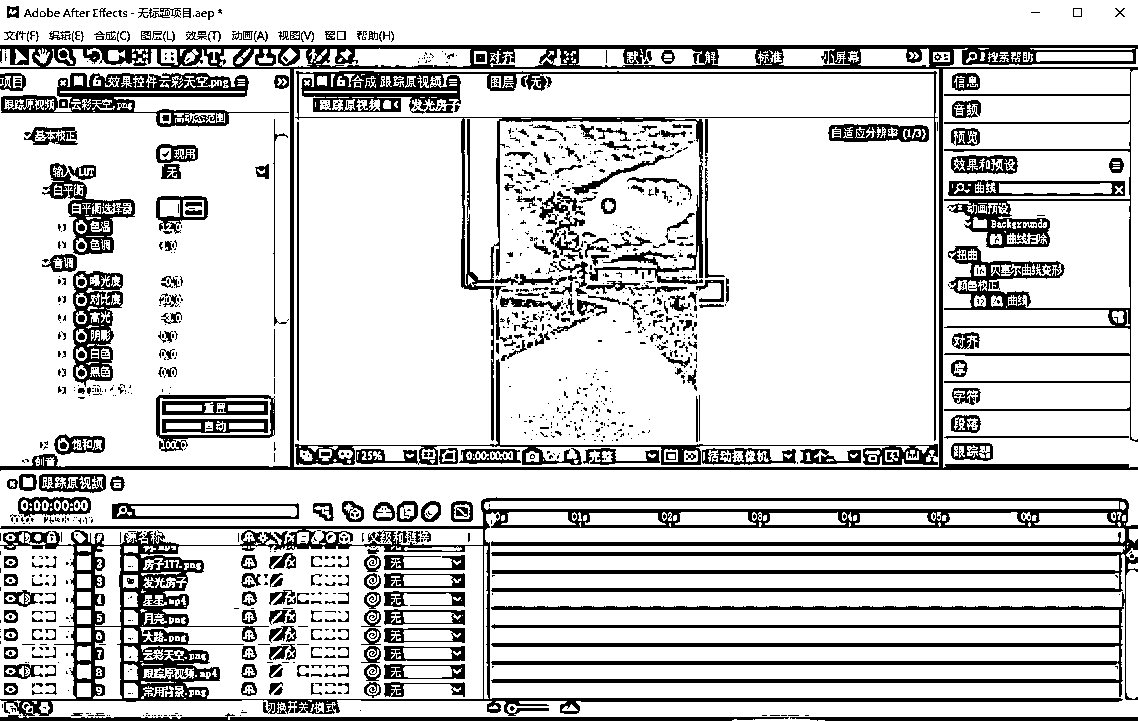 Adobe After Effects - 无标题项目.aep *
文件(F) 编辑(E) 合成(C) 图层(L) 效果(T) 动画(A) 视图(V) 窗口 帮助(H)
对齐 默认 了解 标准 小屏幕 搜索帮助
项目 效果控件 云彩天空.png
跟踪原视频 云彩天空.png
高动态范围
基本校正
现用
输入 LUT 无
白平衡
白平衡选择器
色温 12.0
色调
音调
曝光度
对比度
高光
阴影 0.0
白色 0.0
黑色 0.0
重置
自动
饱和度 100.0
创意
合成 跟踪原视频 图层 (无)
跟踪原视频 发光房子
自适应分辨率 (1/3)
25% 0:00:00:00 完整 活动摄像机
信息
音频
预览
效果和预设
曲线
动画预设
Backgrounds
曲线扫除
扭曲
贝塞尔曲线变形
颜色校正
曲线
对齐
库
字符
段落
跟踪器
跟踪原视频
0:00:00:00
01s 02s 03s 04s 05s 06s
# 源名称 父级和链接
2 房子117.png 无
3 发光房子 无
4 星星.mp4 无
5 月亮.png 无
6 大路.png 无
7 云彩天空.png 无
8 跟踪原视频.mp4 无
9 常用背景.png 无
切换开关/模式